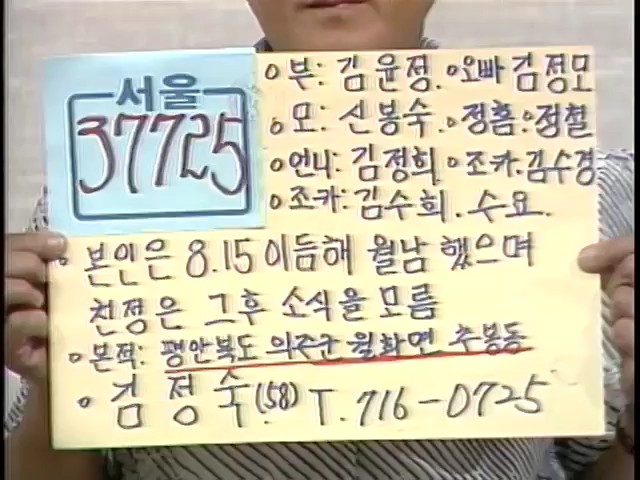 서울
37725
◦부: 김윤정. ◦오빠 김정모
◦모: 신봉숙. ◦정흠. ◦정철
◦언니: 김정희 ◦조카: 김수경
◦조카: 김수희. 수요.
◦본인은 8.15 이듬해 월남 했으며
친정은 그후 소식을 모름
◦본적: 평안북도 의주군 월화면 추봉동
◦김정숙 (58) T. 716-0725